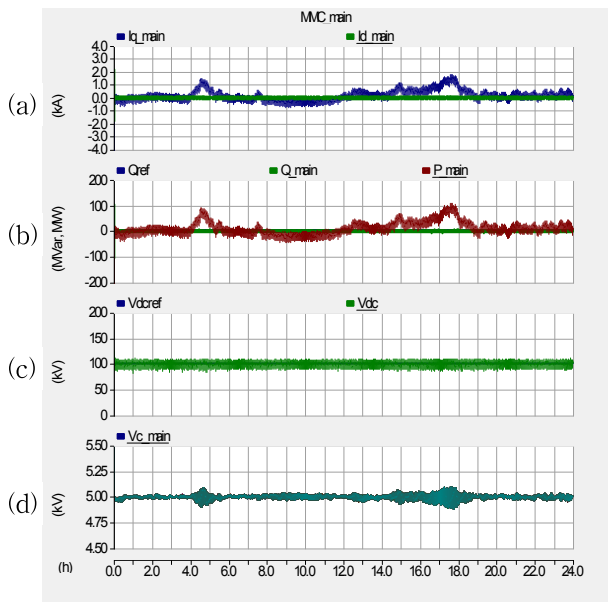 MMC_main
Iq_main Id_main
(a)
(kA)
4.0
3.0
2.0
1.0
0.0
-1.0
-2.0
-3.0
-4.0
Qref Q_main P_main
(b)
(MVar, MW)
200
100
0
-100
-200
Vdcref Vdc
(c)
(kV)
200
150
100
50
0
Vc_main
(d)
(kV)
5.50
5.25
5.00
4.75
4.50
(h) 0.0 2.0 4.0 6.0 8.0 10.0 12.0 14.0 16.0 18.0 20.0 22.0 24.0